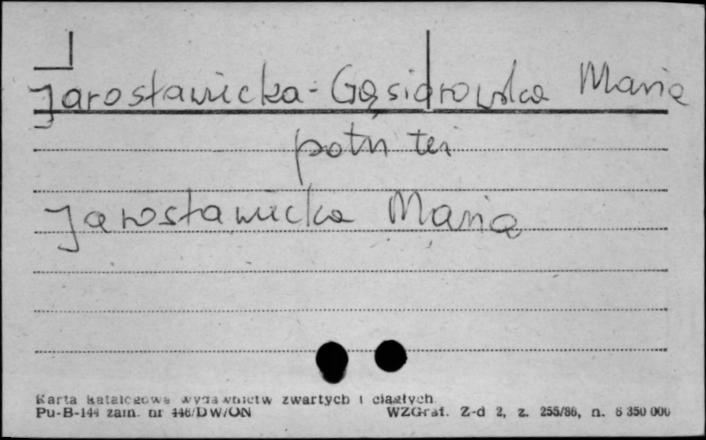 Jarosławicka-Gąsiorowska Maria
patrz też
Jarosławicka Maria
Karta katalogowa wydawnictw zwartych i ciągłych.
Pu-B-144 zam. nr 446/DW/ON WZGraf. Z-d 2, z. 255/86, n. 6 350 000